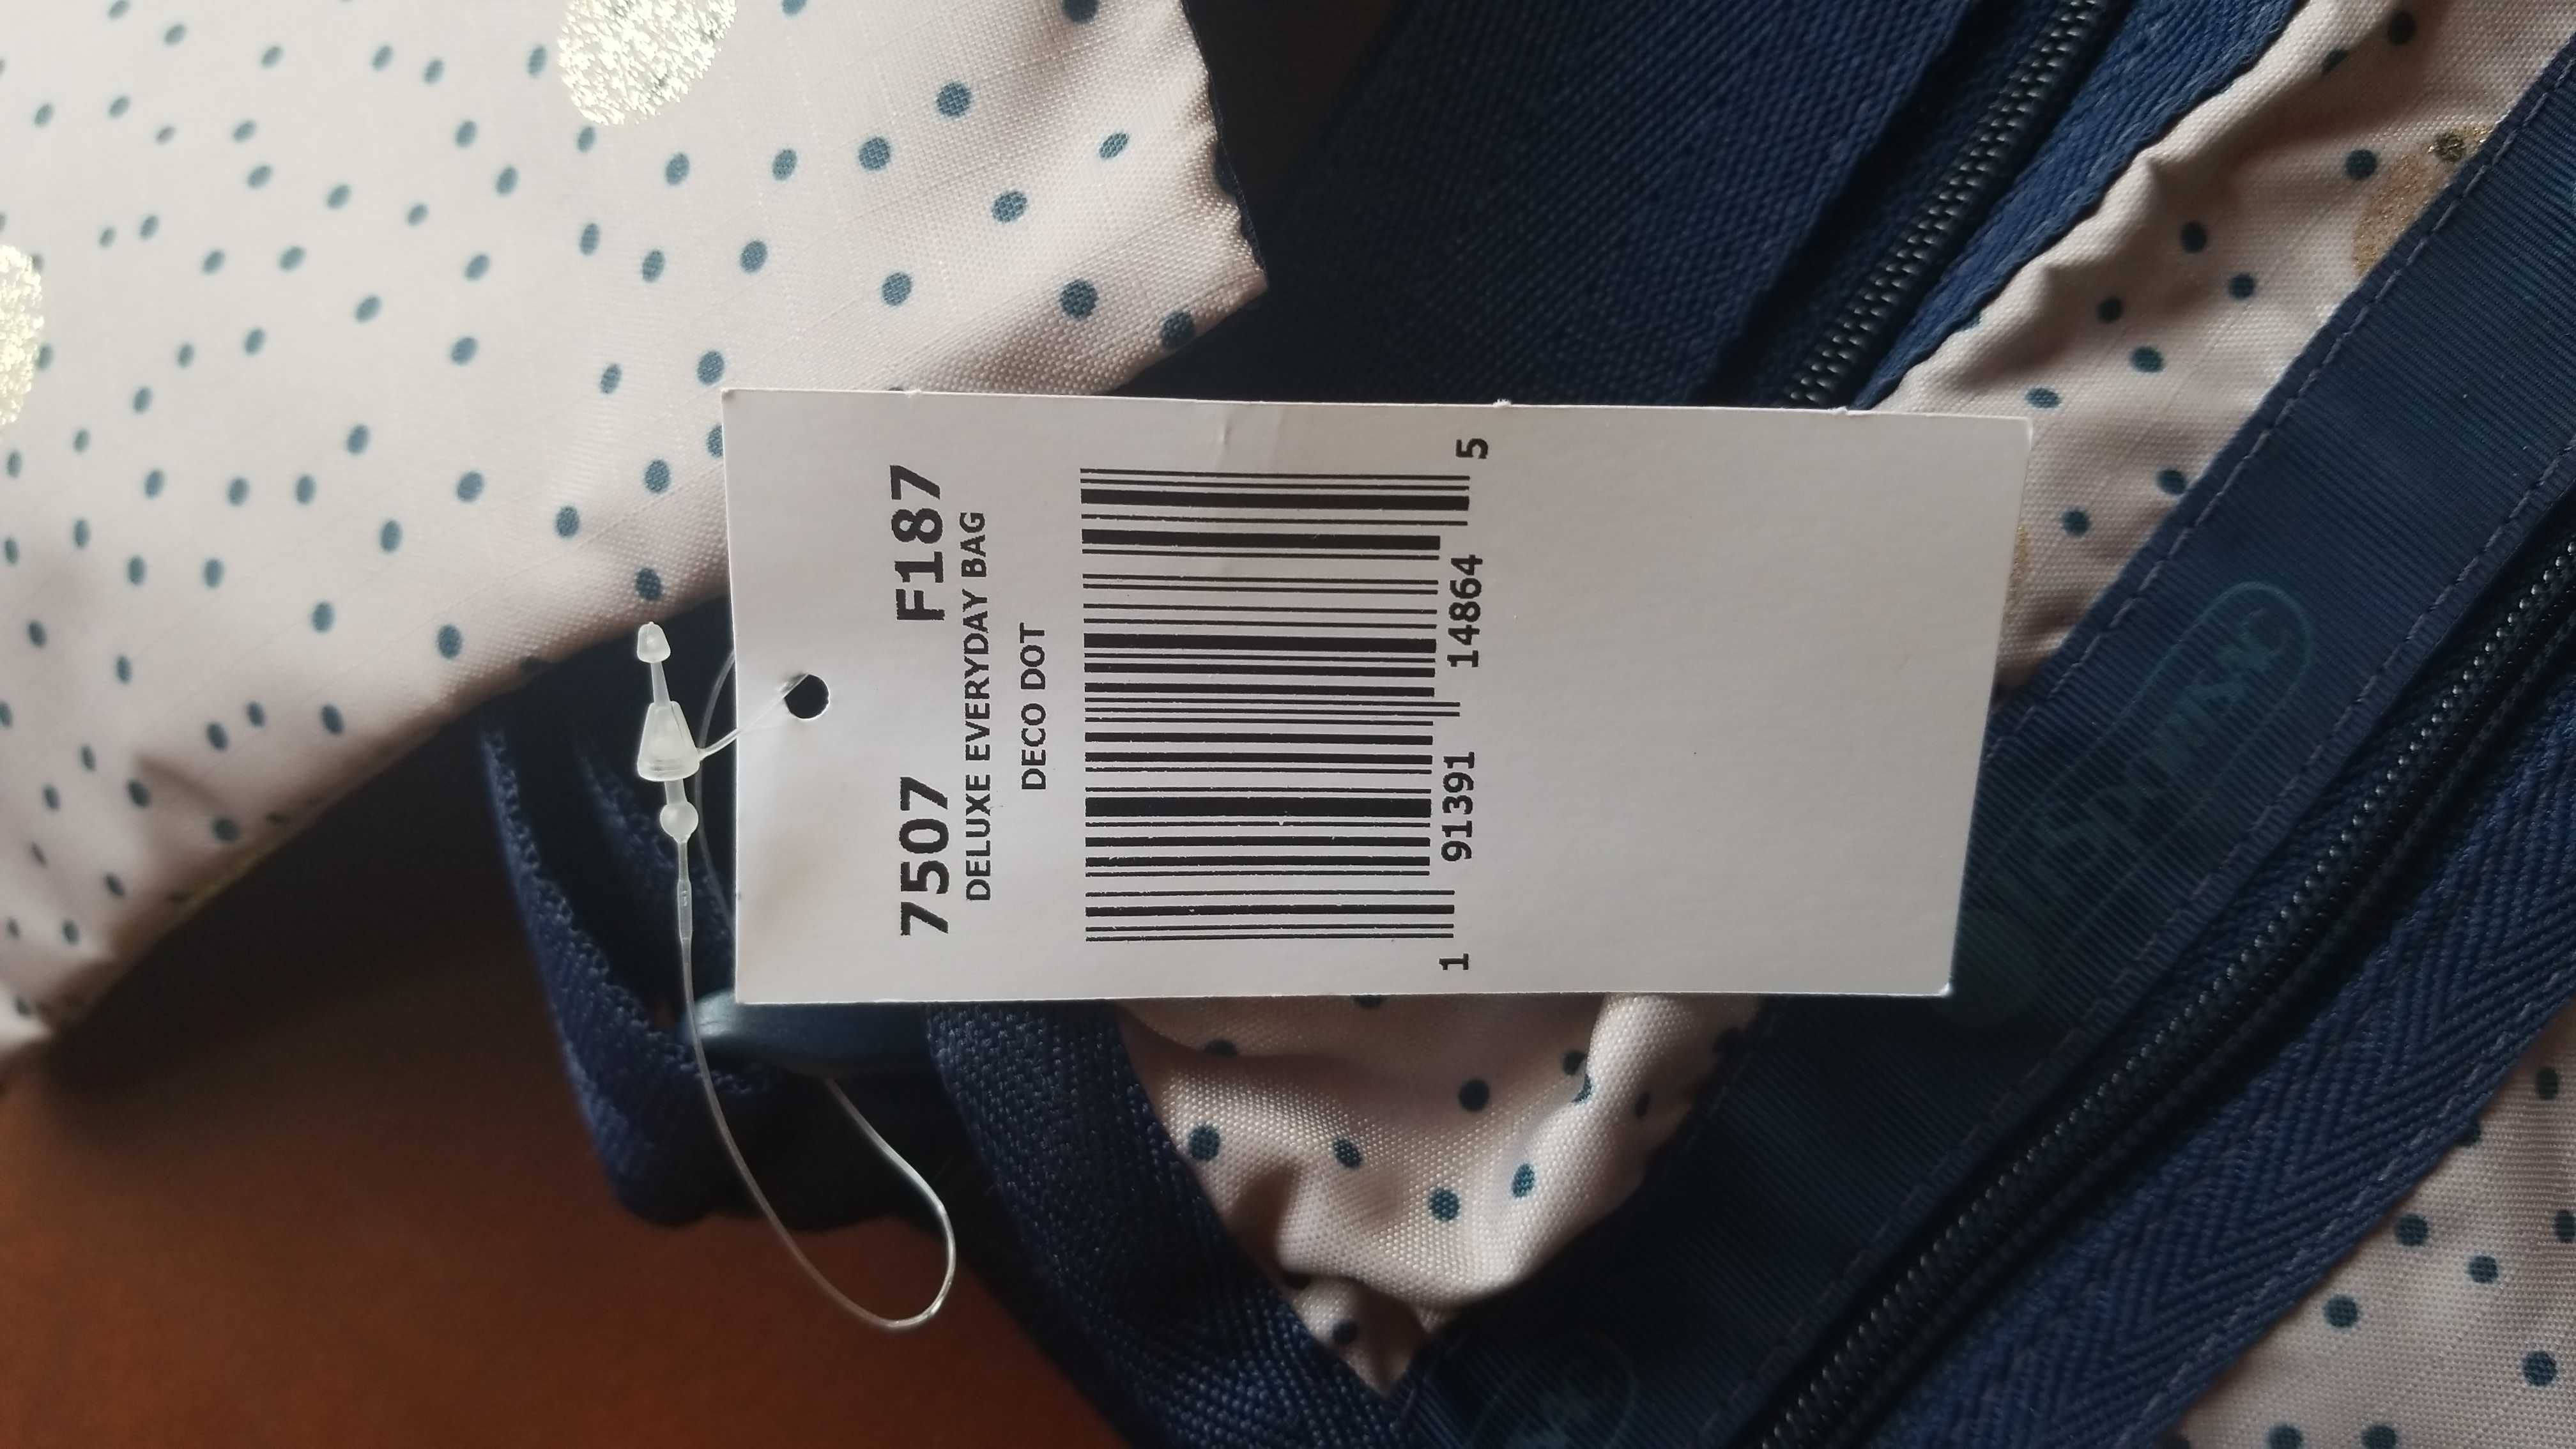 7507 F187
DELUXE EVERYDAY BAG
DECO DOT
1 91391 14864 5